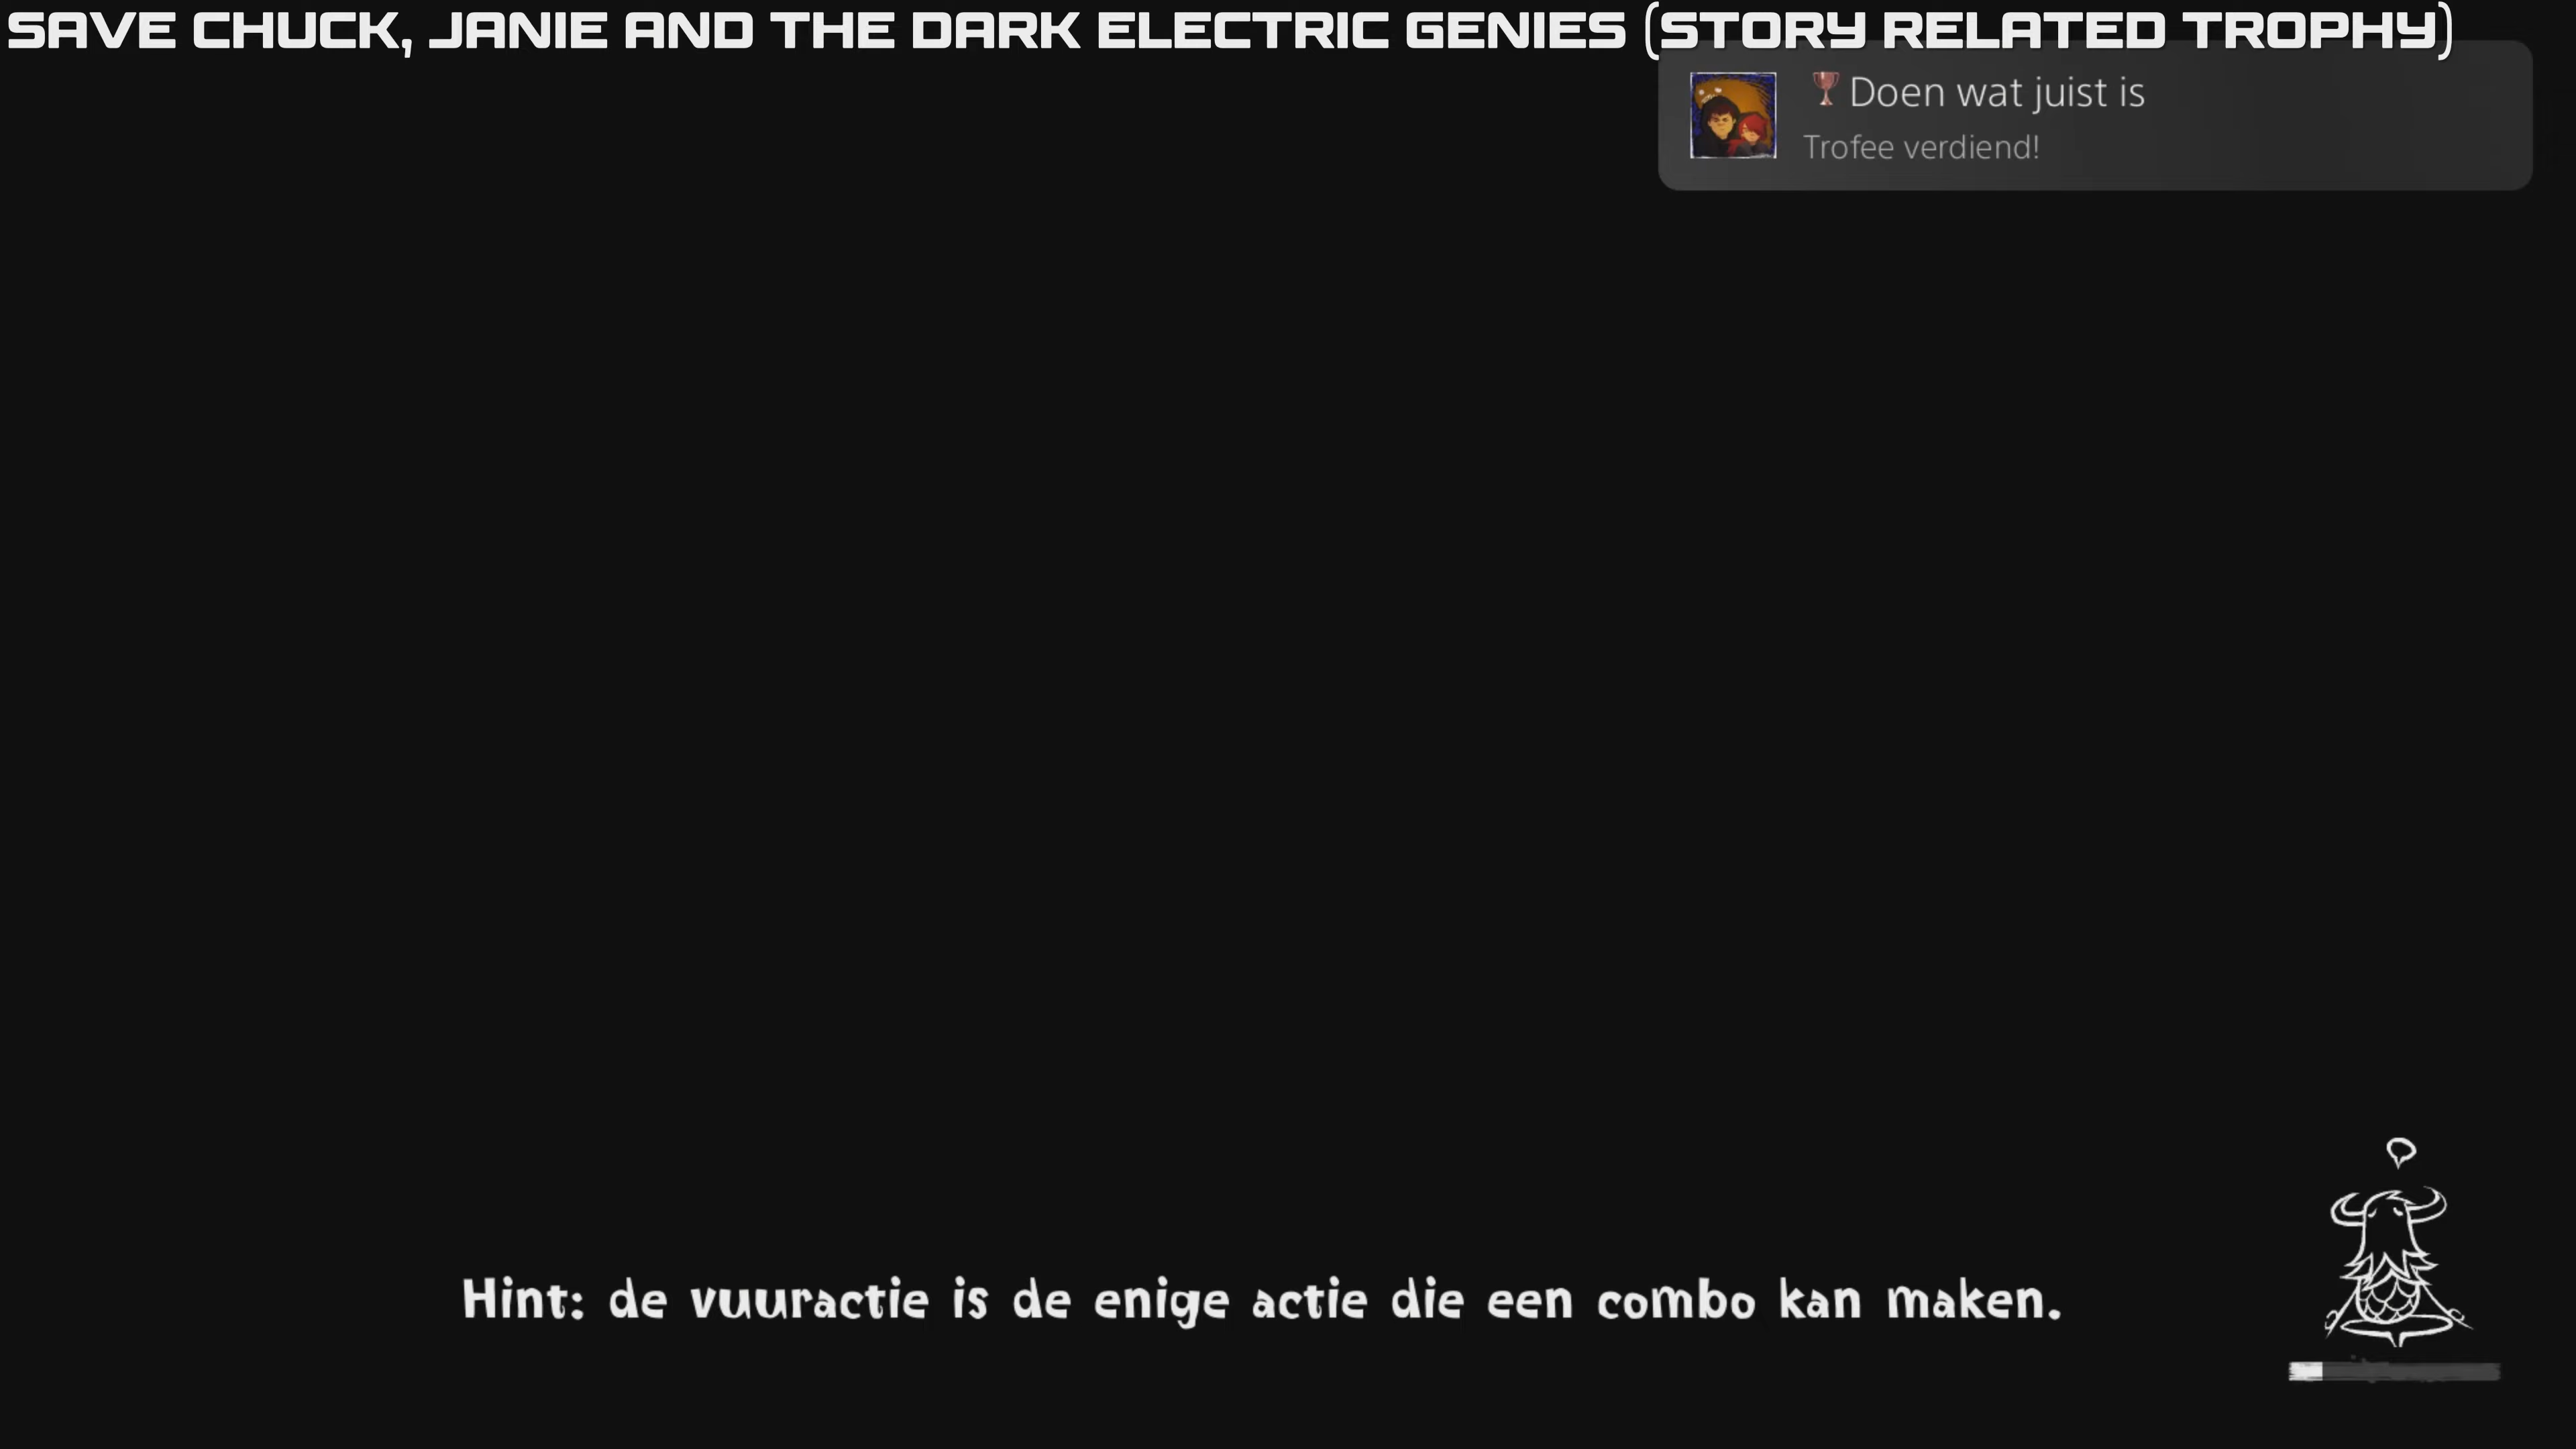 SAVE CHUCK, JANIE AND THE DARK ELECTRIC GENIES (STORY RELATED TROPHY)
Doen wat juist is
Trofee verdiend!
Hint: de vuuractie is de enige actie die een combo kan maken.